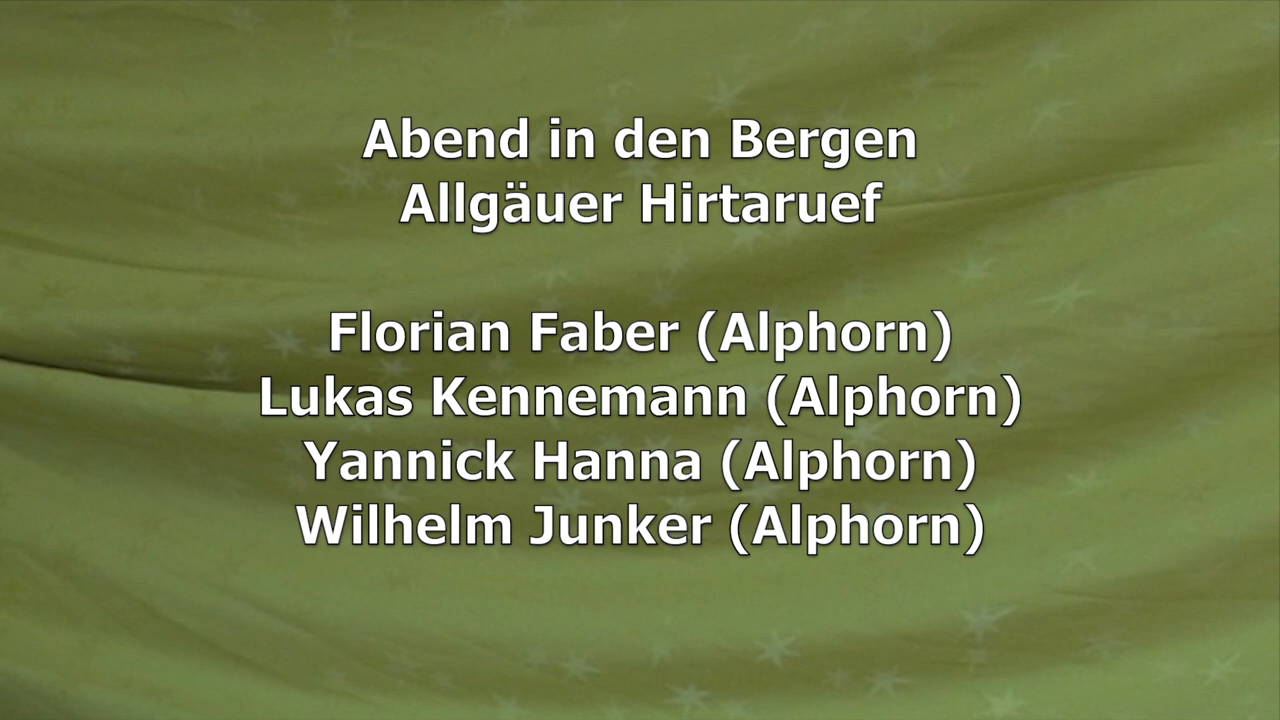 Abend in den Bergen
Allgäuer Hirtaruef
Florian Faber (Alphorn)
Lukas Kennemann (Alphorn)
Yannick Hanna (Alphorn)
Wilhelm Junker (Alphorn)